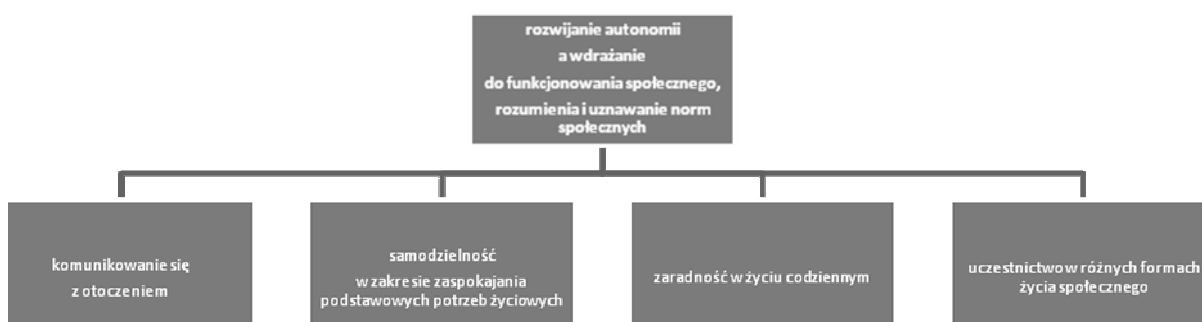 rozwijanie autonomii
a wdrażanie
do funkcjonowania społecznego,
rozumienia i uznawanie norm
społecznych
komunikowanie się
z otoczeniem
samodzielność
w zakresie zaspokajania
podstawowych potrzeb życiowych
zaradność w życiu codziennym
uczestnictwo w różnych formach
życia społecznego